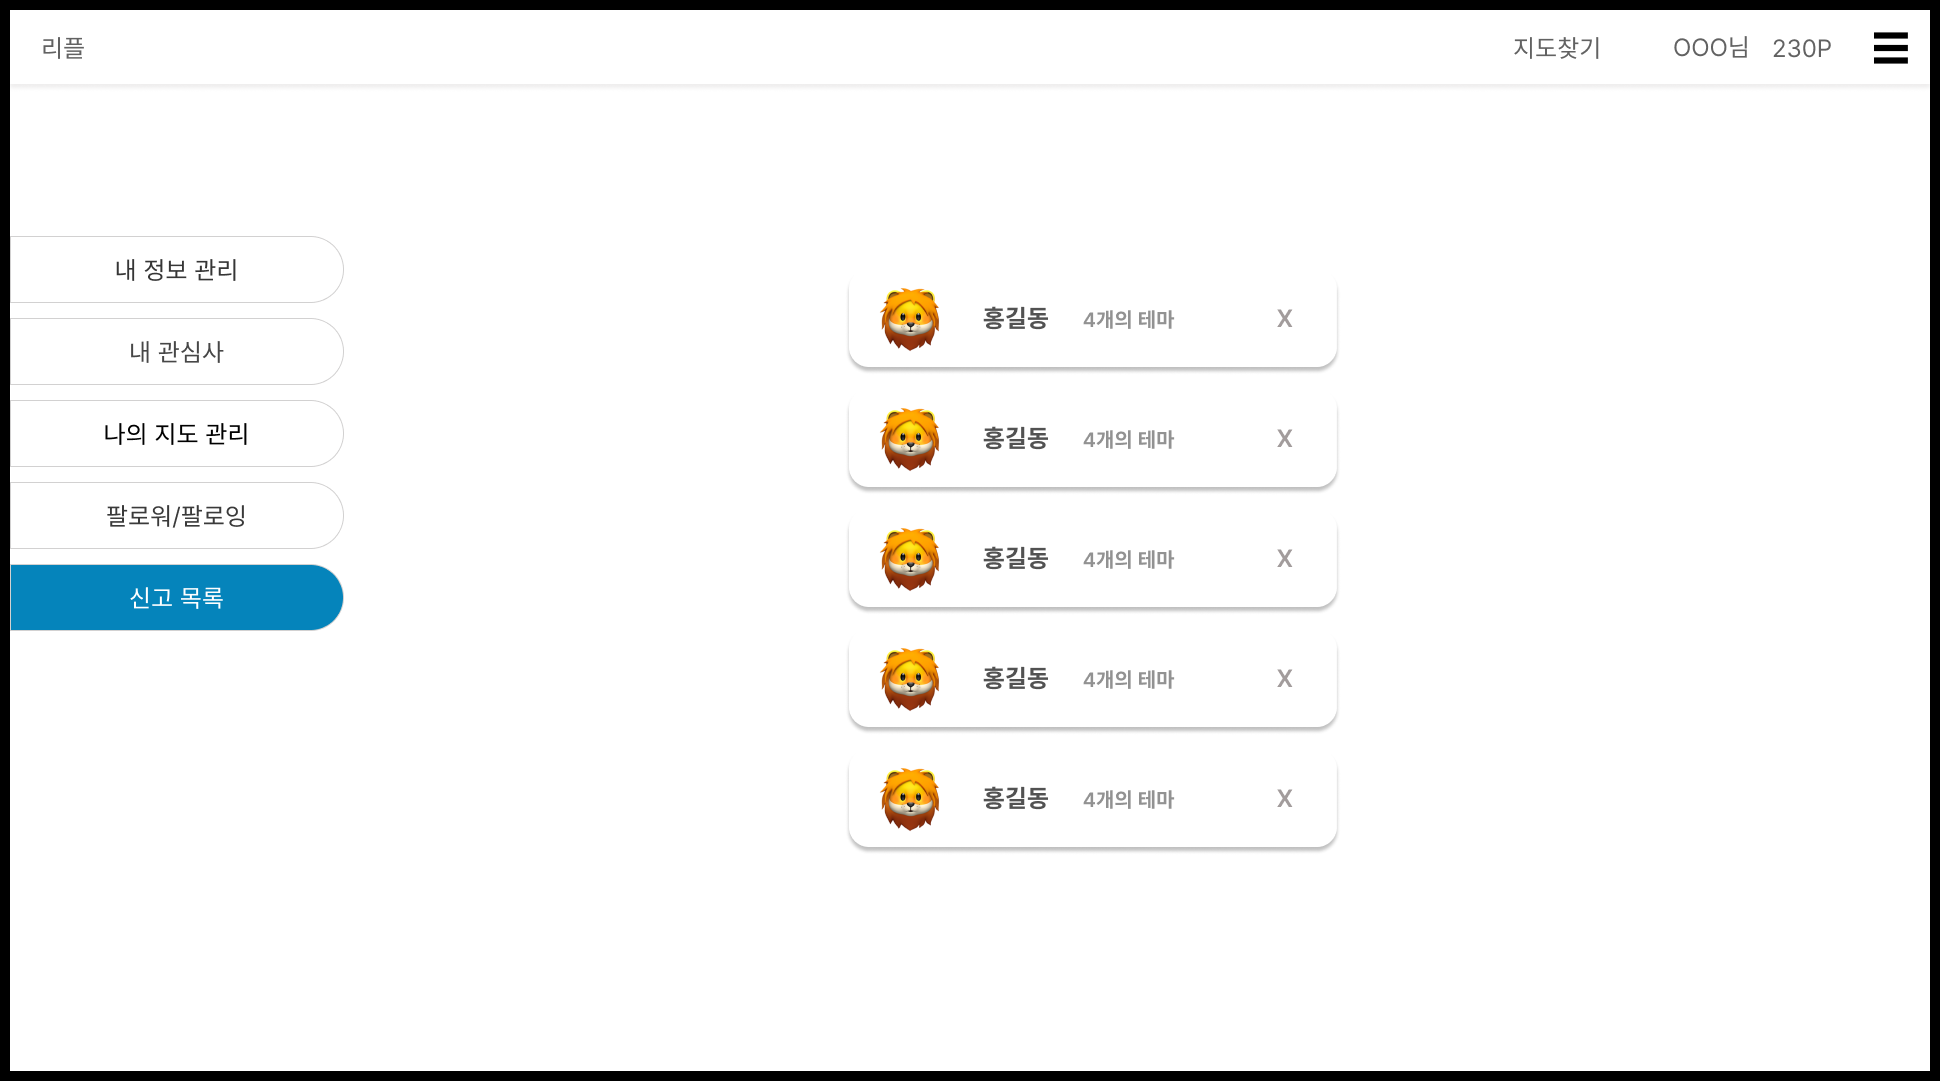 리플
지도찾기 OOO님 230P
내 정보 관리
내 관심사
나의 지도 관리
팔로워/팔로잉
신고 목록
홍길동 4개의 테마 X
홍길동 4개의 테마 X
홍길동 4개의 테마 X
홍길동 4개의 테마 X
홍길동 4개의 테마 X